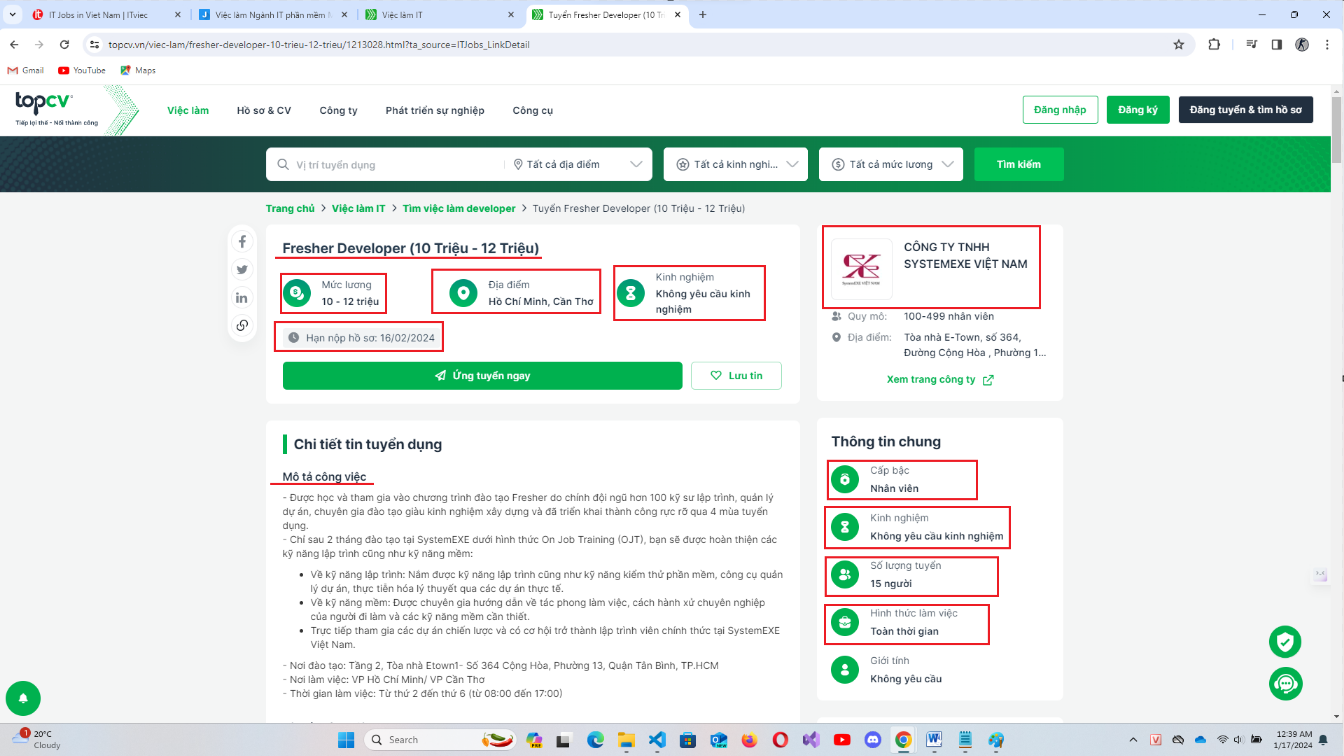 IT Jobs in Viet Nam | ITviec
Việc làm Ngành IT phần mềm
Việc làm IT
Tuyển Fresher Developer (10 Tr
topcv.vn/viec-lam/fresher-developer-10-trieu-12-trieu/1213028.html?ta_source=ITJobs_LinkDetail
Gmail YouTube Maps
topcv
Tiếp lợi thế - Nối thành công
Việc làm Hồ sơ & CV Công ty Phát triển sự nghiệp Công cụ
Đăng nhập Đăng ký Đăng tuyển & tìm hồ sơ
Vị trí tuyển dụng Tất cả địa điểm Tất cả kinh nghi... Tất cả mức lương Tìm kiếm
Trang chủ > Việc làm IT > Tìm việc làm developer > Tuyển Fresher Developer (10 Triệu - 12 Triệu)
Fresher Developer (10 Triệu - 12 Triệu)
Mức lương
10 - 12 triệu
Địa điểm
Hồ Chí Minh, Cần Thơ
Kinh nghiệm
Không yêu cầu kinh
nghiệm
Hạn nộp hồ sơ: 16/02/2024
Ứng tuyển ngay
Lưu tin
CÔNG TY TNHH
SYSTEMEXE VIỆT NAM
SystemEXE VIỆT NAM
Quy mô: 100-499 nhân viên
Địa điểm: Tòa nhà E-Town, số 364,
Đường Cộng Hòa , Phường 1...
Xem trang công ty
Chi tiết tin tuyển dụng
Mô tả công việc
- Được học và tham gia vào chương trình đào tạo Fresher do chính đội ngũ hơn 100 kỹ sư lập trình, quản lý
dự án, chuyên gia đào tạo giàu kinh nghiệm xây dựng và đã triển khai thành công rực rỡ qua 4 mùa tuyển
dụng.
- Chỉ sau 2 tháng đào tạo tại SystemEXE dưới hình thức On Job Training (OJT), bạn sẽ được hoàn thiện các
kỹ năng lập trình cũng như kỹ năng mềm:
• Về kỹ năng lập trình: Nắm được kỹ năng lập trình cũng như kỹ năng kiểm thử phần mềm, công cụ quản
lý dự án, thực tiễn hóa lý thuyết qua các dự án thực tế.
• Về kỹ năng mềm: Được chuyên gia hướng dẫn về tác phong làm việc, cách hành xử chuyên nghiệp
của người đi làm và các kỹ năng mềm cần thiết.
• Trực tiếp tham gia các dự án chiến lược và có cơ hội trở thành lập trình viên chính thức tại SystemEXE
Việt Nam.
- Nơi đào tạo: Tầng 2, Tòa nhà Etown1- Số 364 Cộng Hòa, Phường 13, Quận Tân Bình, TP.HCM
- Nơi làm việc: VP Hồ Chí Minh/ VP Cần Thơ
- Thời gian làm việc: Từ thứ 2 đến thứ 6 (từ 08:00 đến 17:00)
Thông tin chung
Cấp bậc
Nhân viên
Kinh nghiệm
Không yêu cầu kinh nghiệm
Số lượng tuyển
15 người
Hình thức làm việc
Toàn thời gian
Giới tính
Không yêu cầu
1
20°C
Cloudy
Search
12:39 AM
1/17/2024